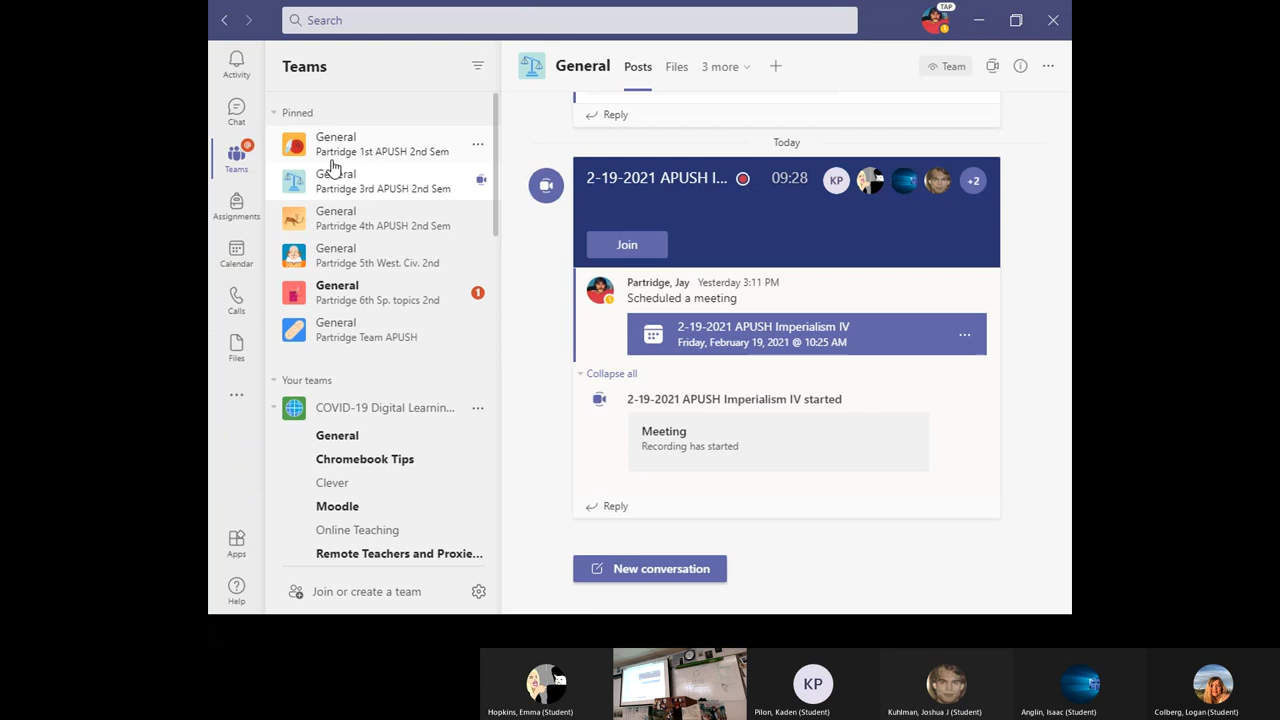 Search
TAP
Activity
Chat
Teams
Assignments
Calendar
Calls
Files
Apps
Help
Teams
Pinned
General
Partridge 1st APUSH 2nd Sem
General
Partridge 3rd APUSH 2nd Sem
General
Partridge 4th APUSH 2nd Sem
General
Partridge 5th West. Civ. 2nd
General
Partridge 6th Sp. topics 2nd
1
General
Partridge Team APUSH
Your teams
COVID-19 Digital Learnin...
General
Chromebook Tips
Clever
Moodle
Online Teaching
Remote Teachers and Proxie...
Join or create a team
General
Posts
Files
3 more
Team
Reply
Today
2-19-2021 APUSH I...
09:28
KP
+2
Join
Partridge, Jay Yesterday 3:11 PM
Scheduled a meeting
2-19-2021 APUSH Imperialism IV
Friday, February 19, 2021 @ 10:25 AM
Collapse all
2-19-2021 APUSH Imperialism IV started
Meeting
Recording has started
Reply
New conversation
KP
Hopkins, Emma (Student)
Pilon, Kaden (Student)
Kuhlman, Joshua J (Student)
Anglin, Isaac (Student)
Colberg, Logan (Student)